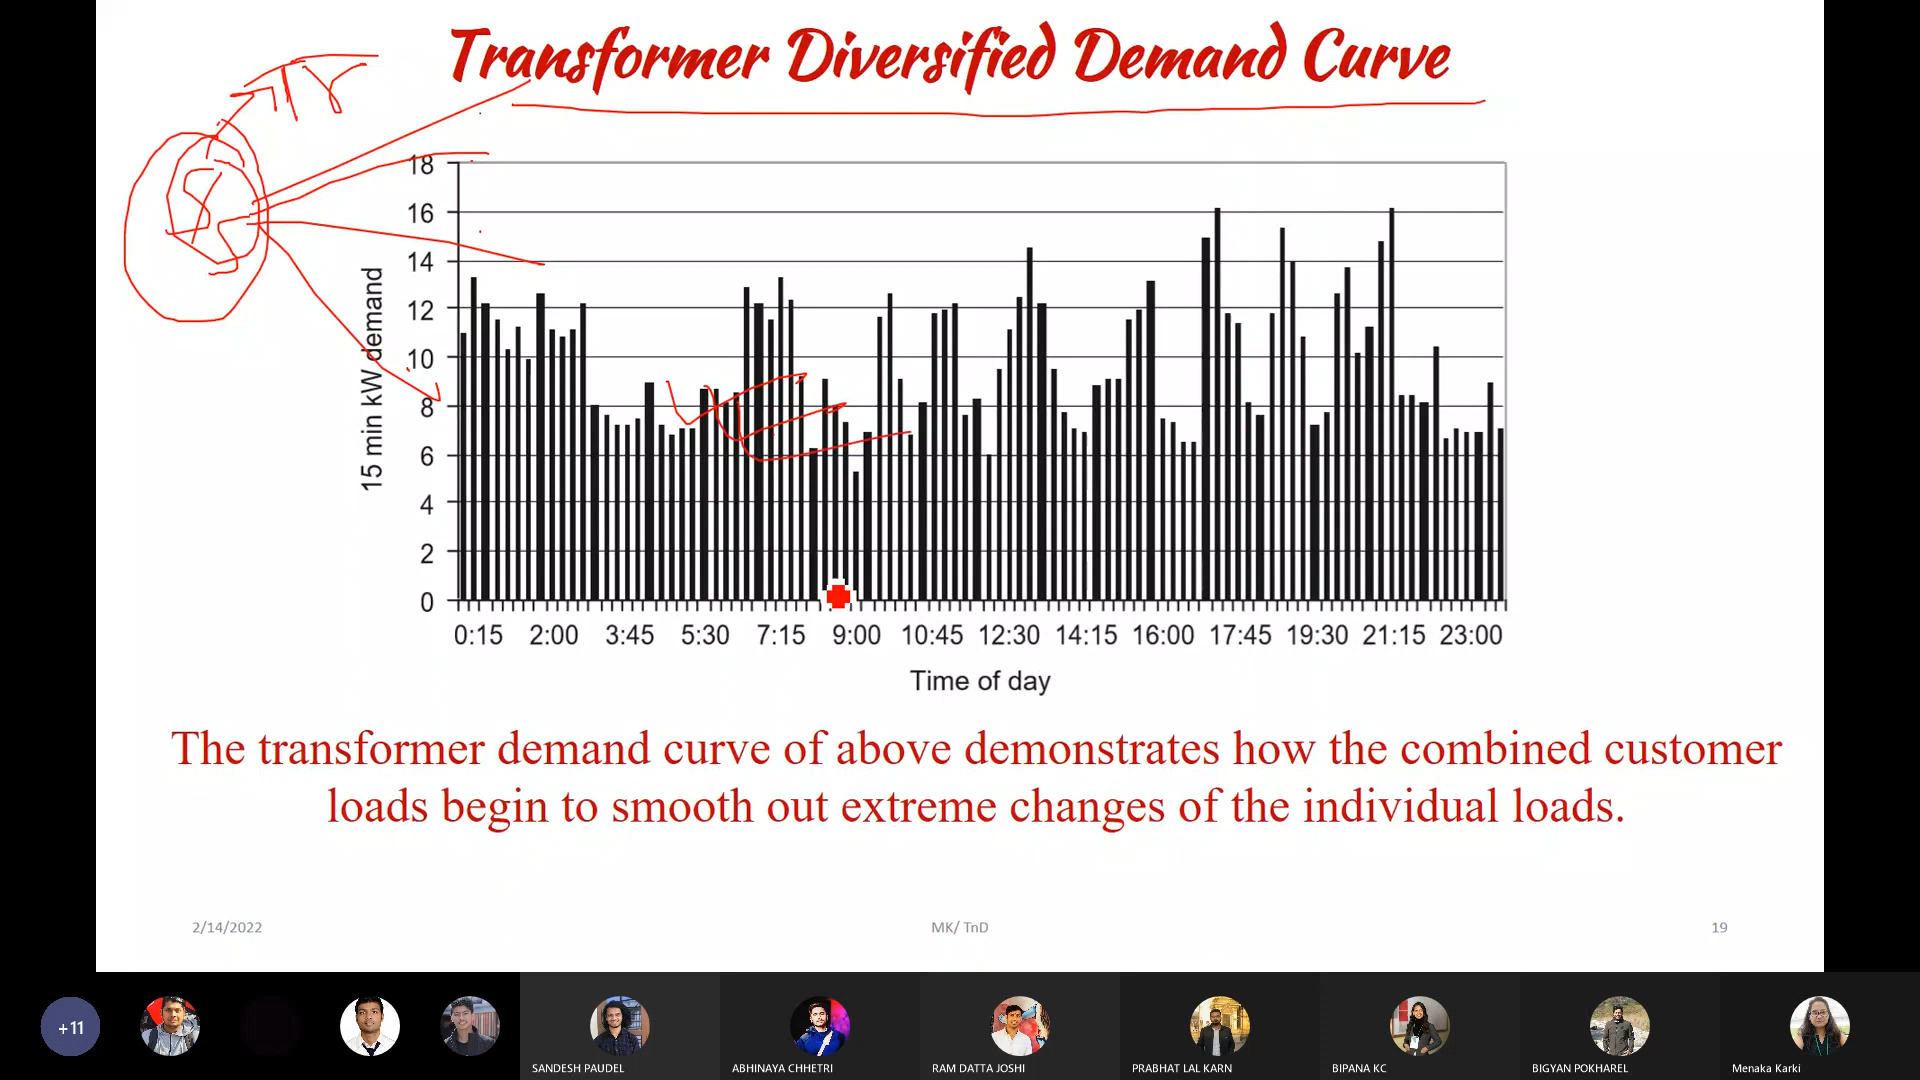 Transformer Diversified Demand Curve
Tr
18
16
14
12
10
8
6
4
2
0
15 min kW demand
0:15 2:00 3:45 5:30 7:15 9:00 10:45 12:30 14:15 16:00 17:45 19:30 21:15 23:00
Time of day
The transformer demand curve of above demonstrates how the combined customer
loads begin to smooth out extreme changes of the individual loads.
2/14/2022 MK/ TnD 19
+11
SANDESH PAUDEL ABHINAYA CHHETRI RAM DATTA JOSHI PRABHAT LAL KARN BIPANA KC BIGYAN POKHAREL Menaka Karki